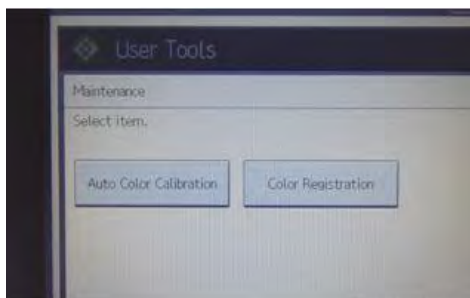 User Tools
Maintenance
Select item.
Auto Color Calibration Color Registration